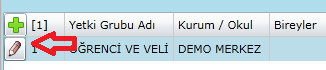 [1] Yetki Grubu Adı Kurum / Okul Bireyler
1 ÖĞRENCİ VE VELİ DEMO MERKEZ